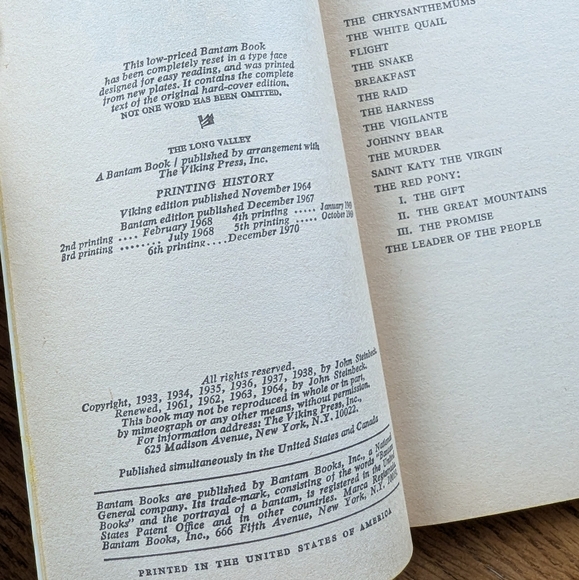 This low-priced Bantam Book
has been completely reset in a type face
designed for easy reading, and was printed
from new plates. It contains the complete
text of the original hard-cover edition.
NOT ONE WORD HAS BEEN OMITTED.
THE LONG VALLEY
A Bantam Book / published by arrangement with
The Viking Press, Inc.
PRINTING HISTORY
Viking edition published November 1964
Bantam edition published December 1967
2nd printing .... February 1968 4th printing ..... January
3rd printing ........ July 1968 5th printing ..... October
6th printing .... December 1970
All rights reserved.
Copyright, 1933, 1934, 1935, 1936, 1937, 1938, by John Steinbeck.
Renewed, 1961, 1962, 1963, 1964, by John Steinbeck.
This book may not be reproduced in whole or in part,
by mimeograph or any other means, without permission.
For information address: The Viking Press, Inc.,
625 Madison Avenue, New York, N.Y. 10022.
Published simultaneously in the United States and Canada
Bantam Books are published by Bantam Books, Inc., a National
General company. Its trade-mark, consisting of the words "Bantam
Books" and the portrayal of a bantam, is registered in the United
States Patent Office and in other countries. Marca Registrada.
Bantam Books, Inc., 666 Fifth Avenue, New York, N.Y.
PRINTED IN THE UNITED STATES OF AMERICA
THE CHRYSANTHEMUMS
THE WHITE QUAIL
FLIGHT
THE SNAKE
BREAKFAST
THE RAID
THE HARNESS
THE VIGILANTE
JOHNNY BEAR
THE MURDER
SAINT KATY THE VIRGIN
THE RED PONY:
I. THE GIFT
II. THE GREAT MOUNTAINS
III. THE PROMISE
THE LEADER OF THE PEOPLE